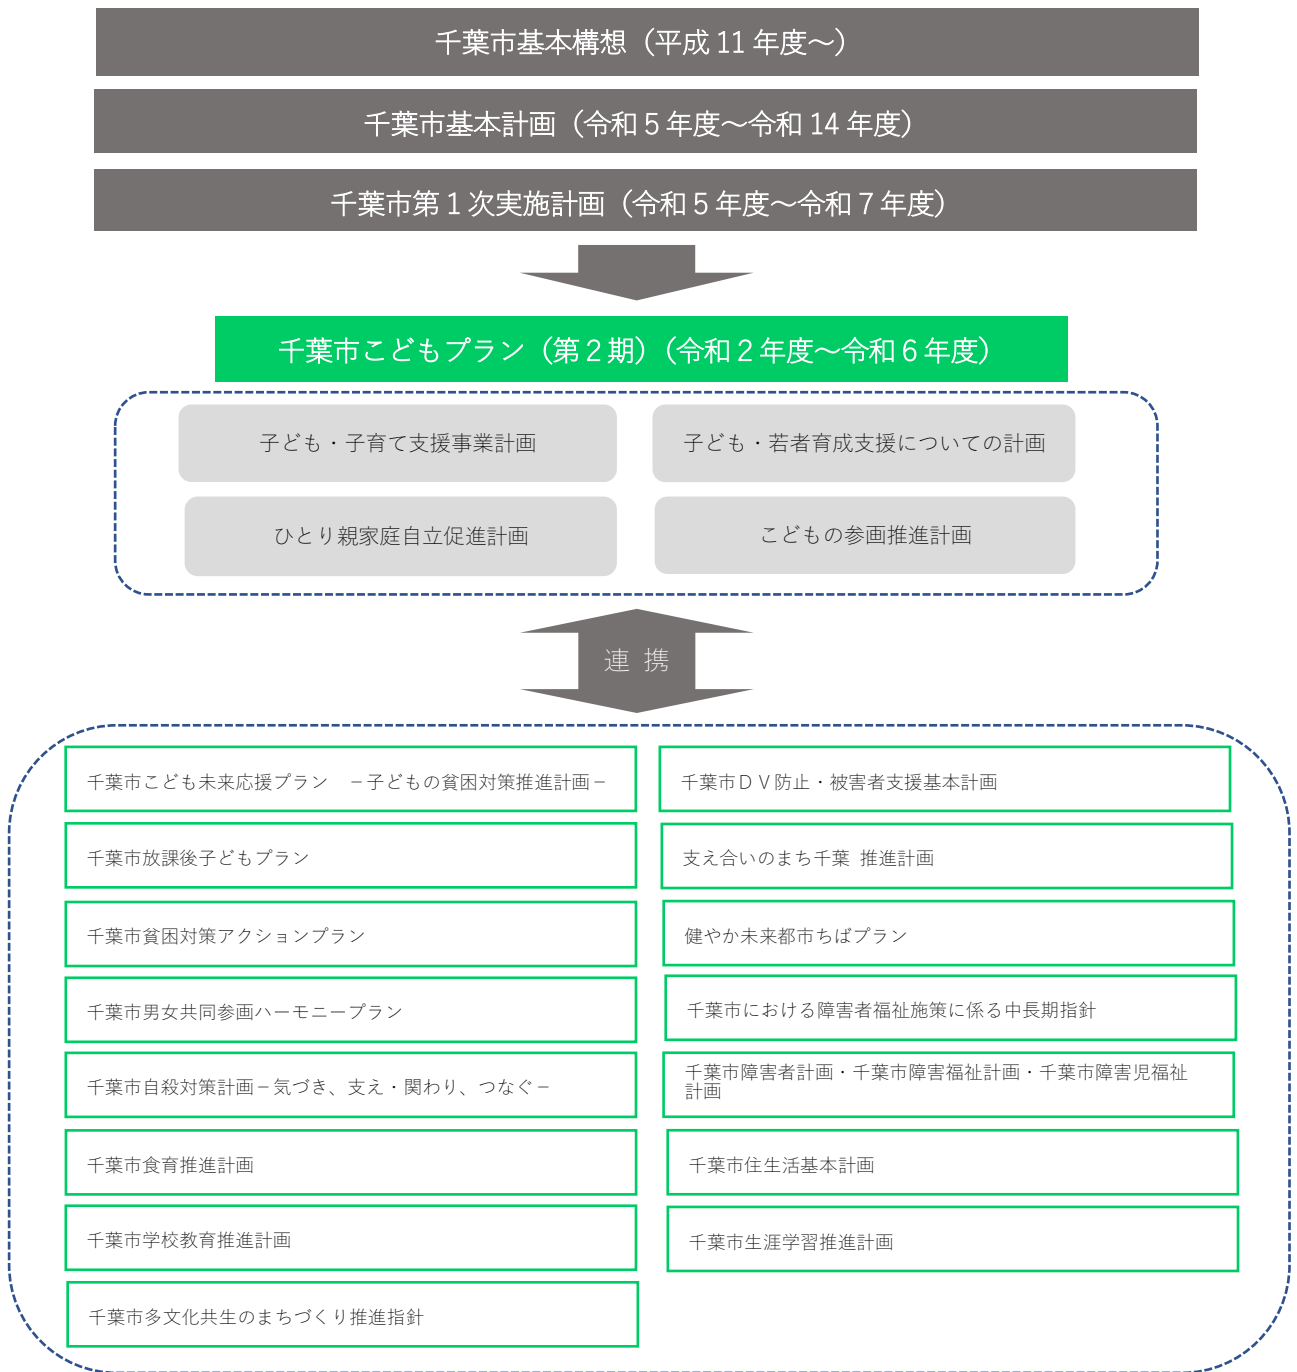 千葉市基本構想（平成 11 年度～）
千葉市基本計画（令和５年度～令和 14 年度）
千葉市第１次実施計画（令和５年度～令和７年度）
千葉市こどもプラン（第２期）（令和２年度～令和６年度）
子ども・子育て支援事業計画
子ども・若者育成支援についての計画
ひとり親家庭自立促進計画
こどもの参画推進計画
連 携
千葉市こども未来応援プラン　－子どもの貧困対策推進計画－
千葉市ＤＶ防止・被害者支援基本計画
千葉市放課後子どもプラン
支え合いのまち千葉 推進計画
千葉市貧困対策アクションプラン
健やか未来都市ちばプラン
千葉市男女共同参画ハーモニープラン
千葉市における障害者福祉施策に係る中長期指針
千葉市自殺対策計画－気づき、支え・関わり、つなぐ－
千葉市障害者計画・千葉市障害福祉計画・千葉市障害児福祉
計画
千葉市食育推進計画
千葉市住生活基本計画
千葉市学校教育推進計画
千葉市生涯学習推進計画
千葉市多文化共生のまちづくり推進指針